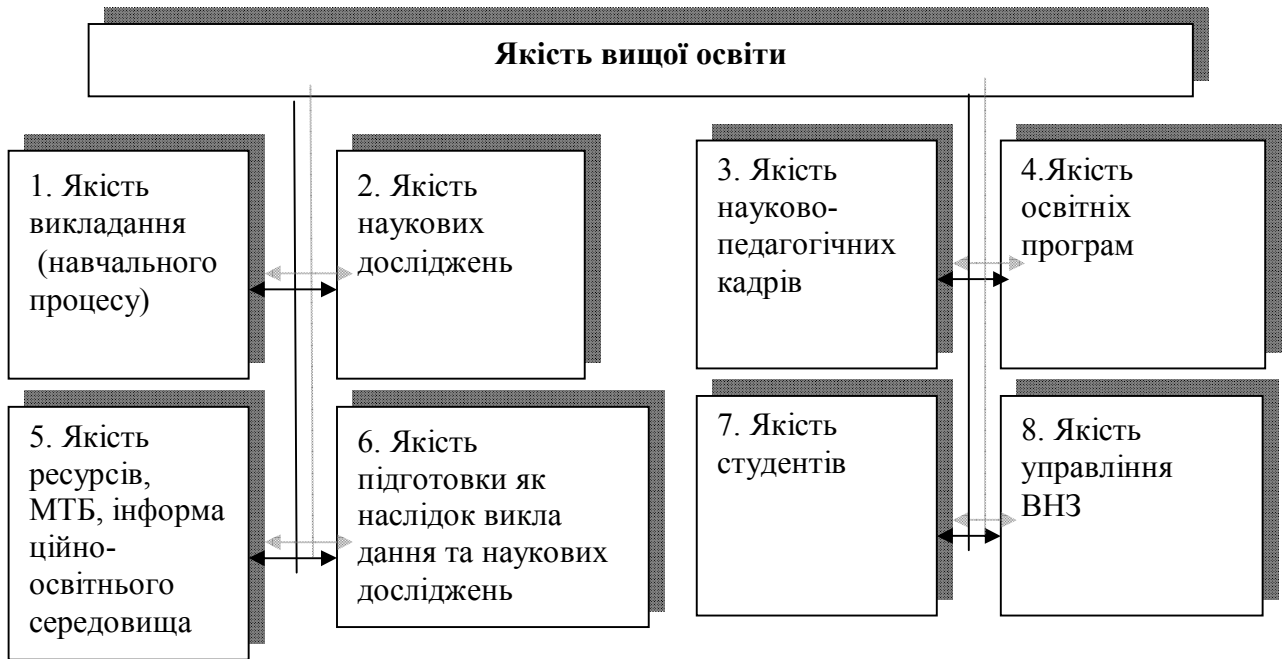 Якість вищої освіти
1. Якість
викладання
(навчального
процесу)
2. Якість
наукових
досліджень
3. Якість
науково-
педагогічних
кадрів
4.Якість
освітніх
програм
5. Якість
ресурсів,
МТБ, інформа
ційно-
освітнього
середовища
6. Якість
підготовки як
наслідок викла
дання та наукових
досліджень
7. Якість
студентів
8. Якість
управління
ВНЗ